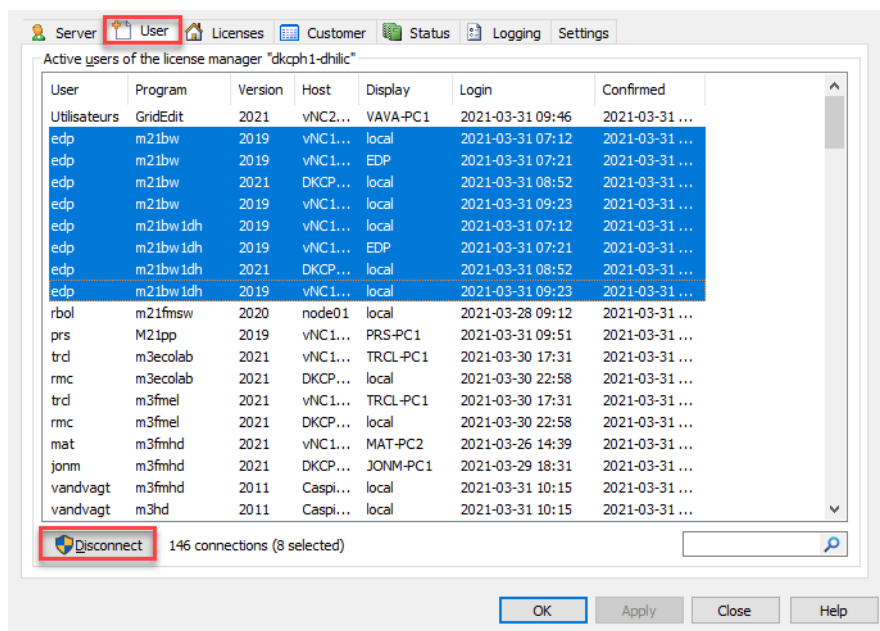 Server User Licenses Customer Status Logging Settings
Active users of the license manager "dkcph1-dhilic"
User Program Version Host Display Login Confirmed
Utilisateurs GridEdit 2021 vNC2... VAVA-PC1 2021-03-31 09:46 2021-03-31 ...
edp m21bw 2019 vNC1... local 2021-03-31 07:12 2021-03-31 ...
edp m21bw 2019 vNC1... EDP 2021-03-31 07:21 2021-03-31 ...
edp m21bw 2021 DKCP... local 2021-03-31 08:52 2021-03-31 ...
edp m21bw 2019 vNC1... local 2021-03-31 09:23 2021-03-31 ...
edp m21bw1dh 2019 vNC1... local 2021-03-31 07:12 2021-03-31 ...
edp m21bw1dh 2019 vNC1... EDP 2021-03-31 07:21 2021-03-31 ...
edp m21bw1dh 2021 DKCP... local 2021-03-31 08:52 2021-03-31 ...
edp m21bw1dh 2019 vNC1... local 2021-03-31 09:23 2021-03-31 ...
rbol m21fmsw 2020 node01 local 2021-03-28 09:12 2021-03-31 ...
prs M21pp 2019 vNC1... PRS-PC1 2021-03-31 09:51 2021-03-31 ...
trcl m3ecolab 2021 vNC1... TRCL-PC1 2021-03-30 17:31 2021-03-31 ...
rmc m3ecolab 2021 DKCP... local 2021-03-30 22:58 2021-03-31 ...
trcl m3fmel 2021 vNC1... TRCL-PC1 2021-03-30 17:31 2021-03-31 ...
rmc m3fmel 2021 DKCP... local 2021-03-30 22:58 2021-03-31 ...
mat m3fmhd 2021 vNC1... MAT-PC2 2021-03-26 14:39 2021-03-31 ...
jonm m3fmhd 2021 DKCP... JONM-PC1 2021-03-29 18:31 2021-03-31 ...
vandvagt m3fmhd 2011 Caspi... local 2021-03-31 10:15 2021-03-31 ...
vandvagt m3hd 2011 Caspi... local 2021-03-31 10:15 2021-03-31 ...
Disconnect 146 connections (8 selected)
OK Apply Close Help